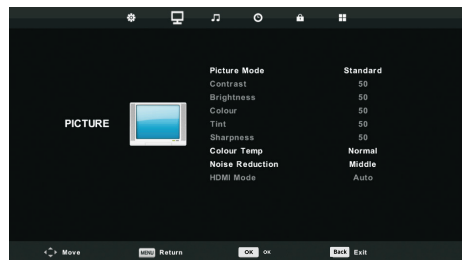 Picture Mode Standard
Contrast 50
Brightness 50
Colour 50
Tint 50
Sharpness 50
Colour Temp Normal
Noise Reduction Middle
HDMI Mode Auto
PICTURE
Move MENU Return OK OK Back Exit